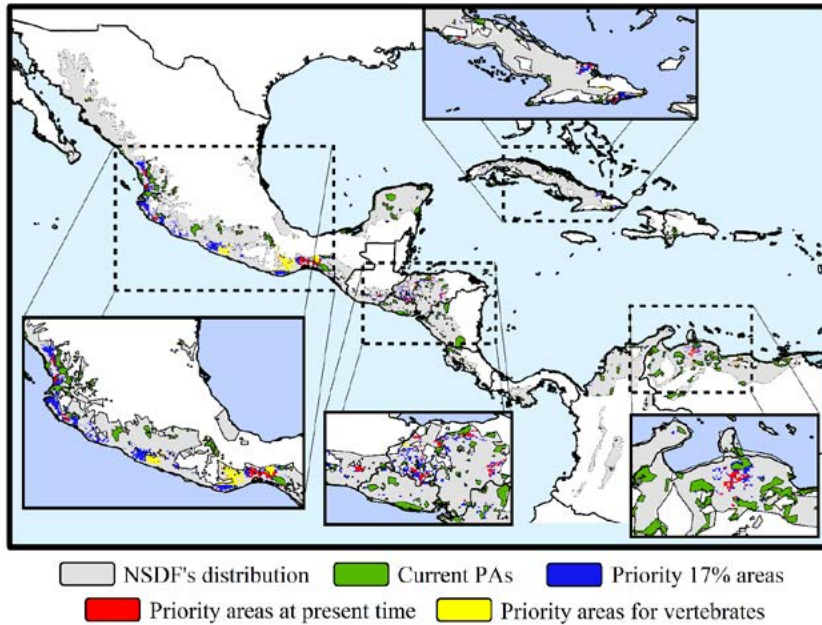 NSDF's distribution Current PAs Priority 17% areas
Priority areas at present time Priority areas for vertebrates